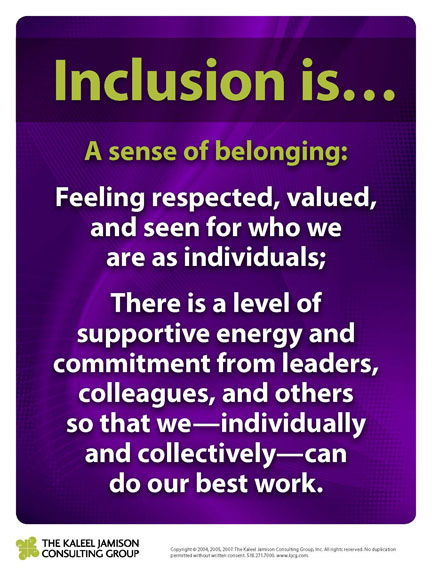 Inclusion is...
A sense of belonging:
Feeling respected, valued,
and seen for who we
are as individuals;
There is a level of
supportive energy and
commitment from leaders,
colleagues, and others
so that we—individually
and collectively—can
do our best work.
THE KALEEL JAMISON
CONSULTING GROUP
Copyright © 2004, 2005, 2007. The Kaleel Jamison Consulting Group, Inc. All rights reserved. No duplication
permitted without written consent. 518.271.7000. www.kjcg.com.